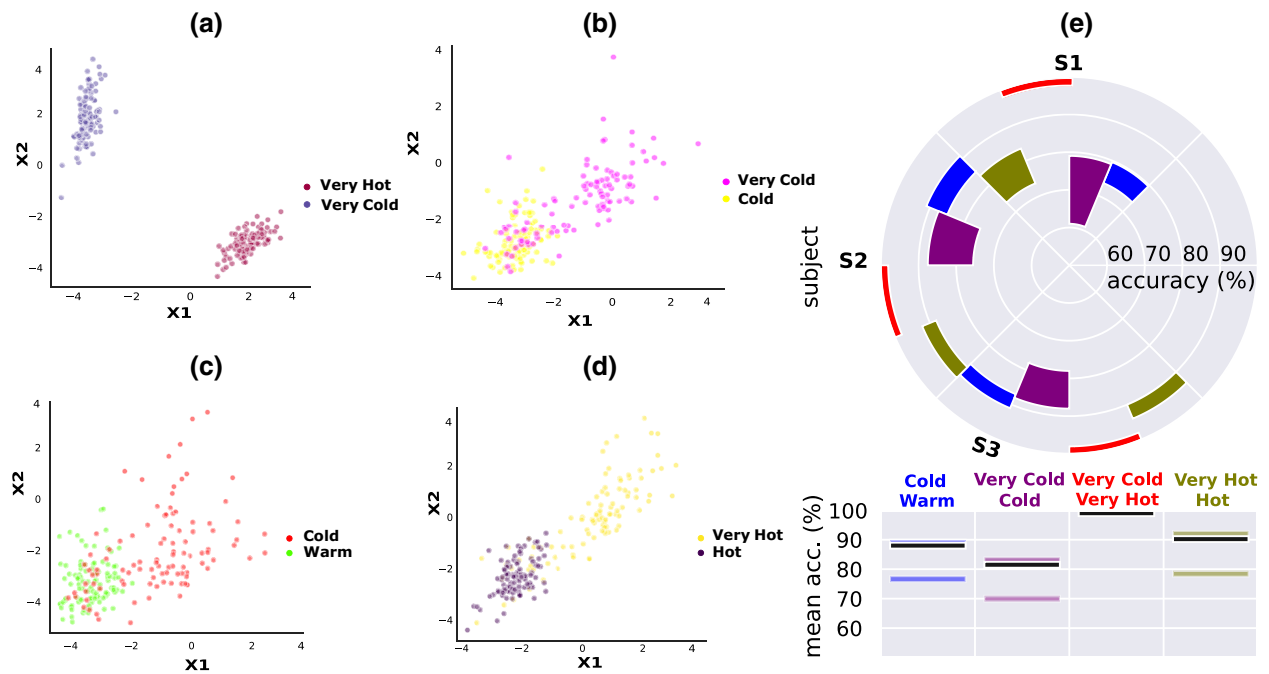 (a)
4
2
0
−2
−4
X2
−4
−2
0
2
4
X1
Very Hot
Very Cold
(b)
4
2
0
−2
−4
X2
−4
−2
0
2
4
X1
Very Cold
Cold
(c)
4
2
0
−2
−4
X2
−4
−2
0
2
4
X1
Cold
Warm
(d)
4
2
0
−2
−4
X2
−4
−2
0
2
4
X1
Very Hot
Hot
(e)
S1
S2
S3
subject
60 70 80 90
accuracy (%)
Cold
Warm
Very Cold
Cold
Very Cold
Very Hot
Very Hot
Hot
mean acc. (%)
100
90
80
70
60